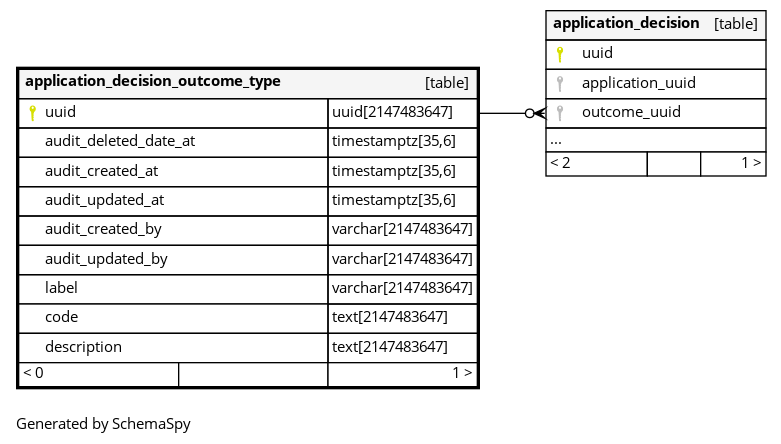 application_decision [table]
uuid
application_uuid
outcome_uuid
...
< 2 1 >
application_decision_outcome_type [table]
uuid uuid[2147483647]
audit_deleted_date_at timestamptz[35,6]
audit_created_at timestamptz[35,6]
audit_updated_at timestamptz[35,6]
audit_created_by varchar[2147483647]
audit_updated_by varchar[2147483647]
label varchar[2147483647]
code text[2147483647]
description text[2147483647]
< 0 1 >
Generated by SchemaSpy